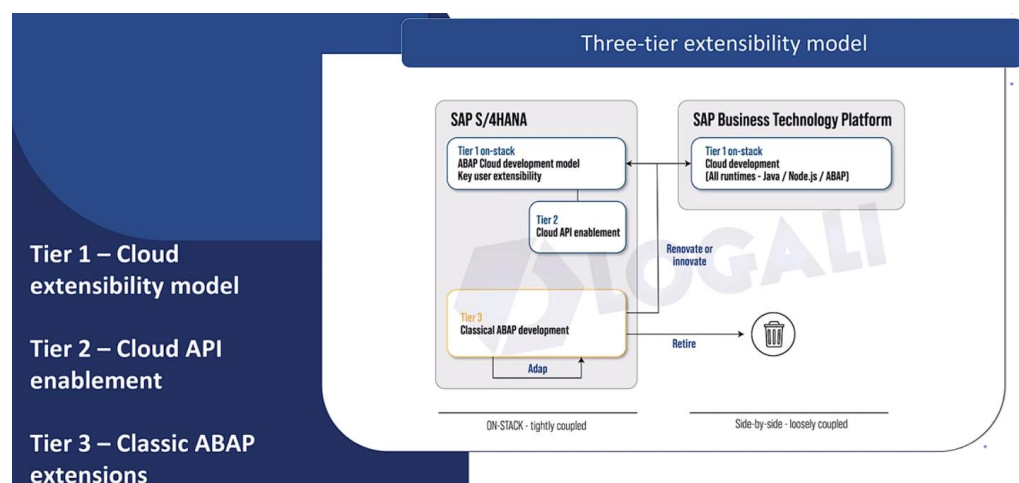 Three-tier extensibility model
Tier 1 – Cloud
extensibility model
Tier 2 – Cloud API
enablement
Tier 3 – Classic ABAP
extensions
SAP S/4HANA
Tier 1 on-stack
ABAP Cloud development model
Key user extensibility
Tier 2
Cloud API enablement
Tier 3
Classical ABAP development
Adap
SAP Business Technology Platform
Tier 1 on-stack
Cloud development
(All runtimes - Java / Node.js / ABAP)
Renovate or
innovate
Retire
ON-STACK - tightly coupled
Side-by-side - loosely coupled
LOGALI